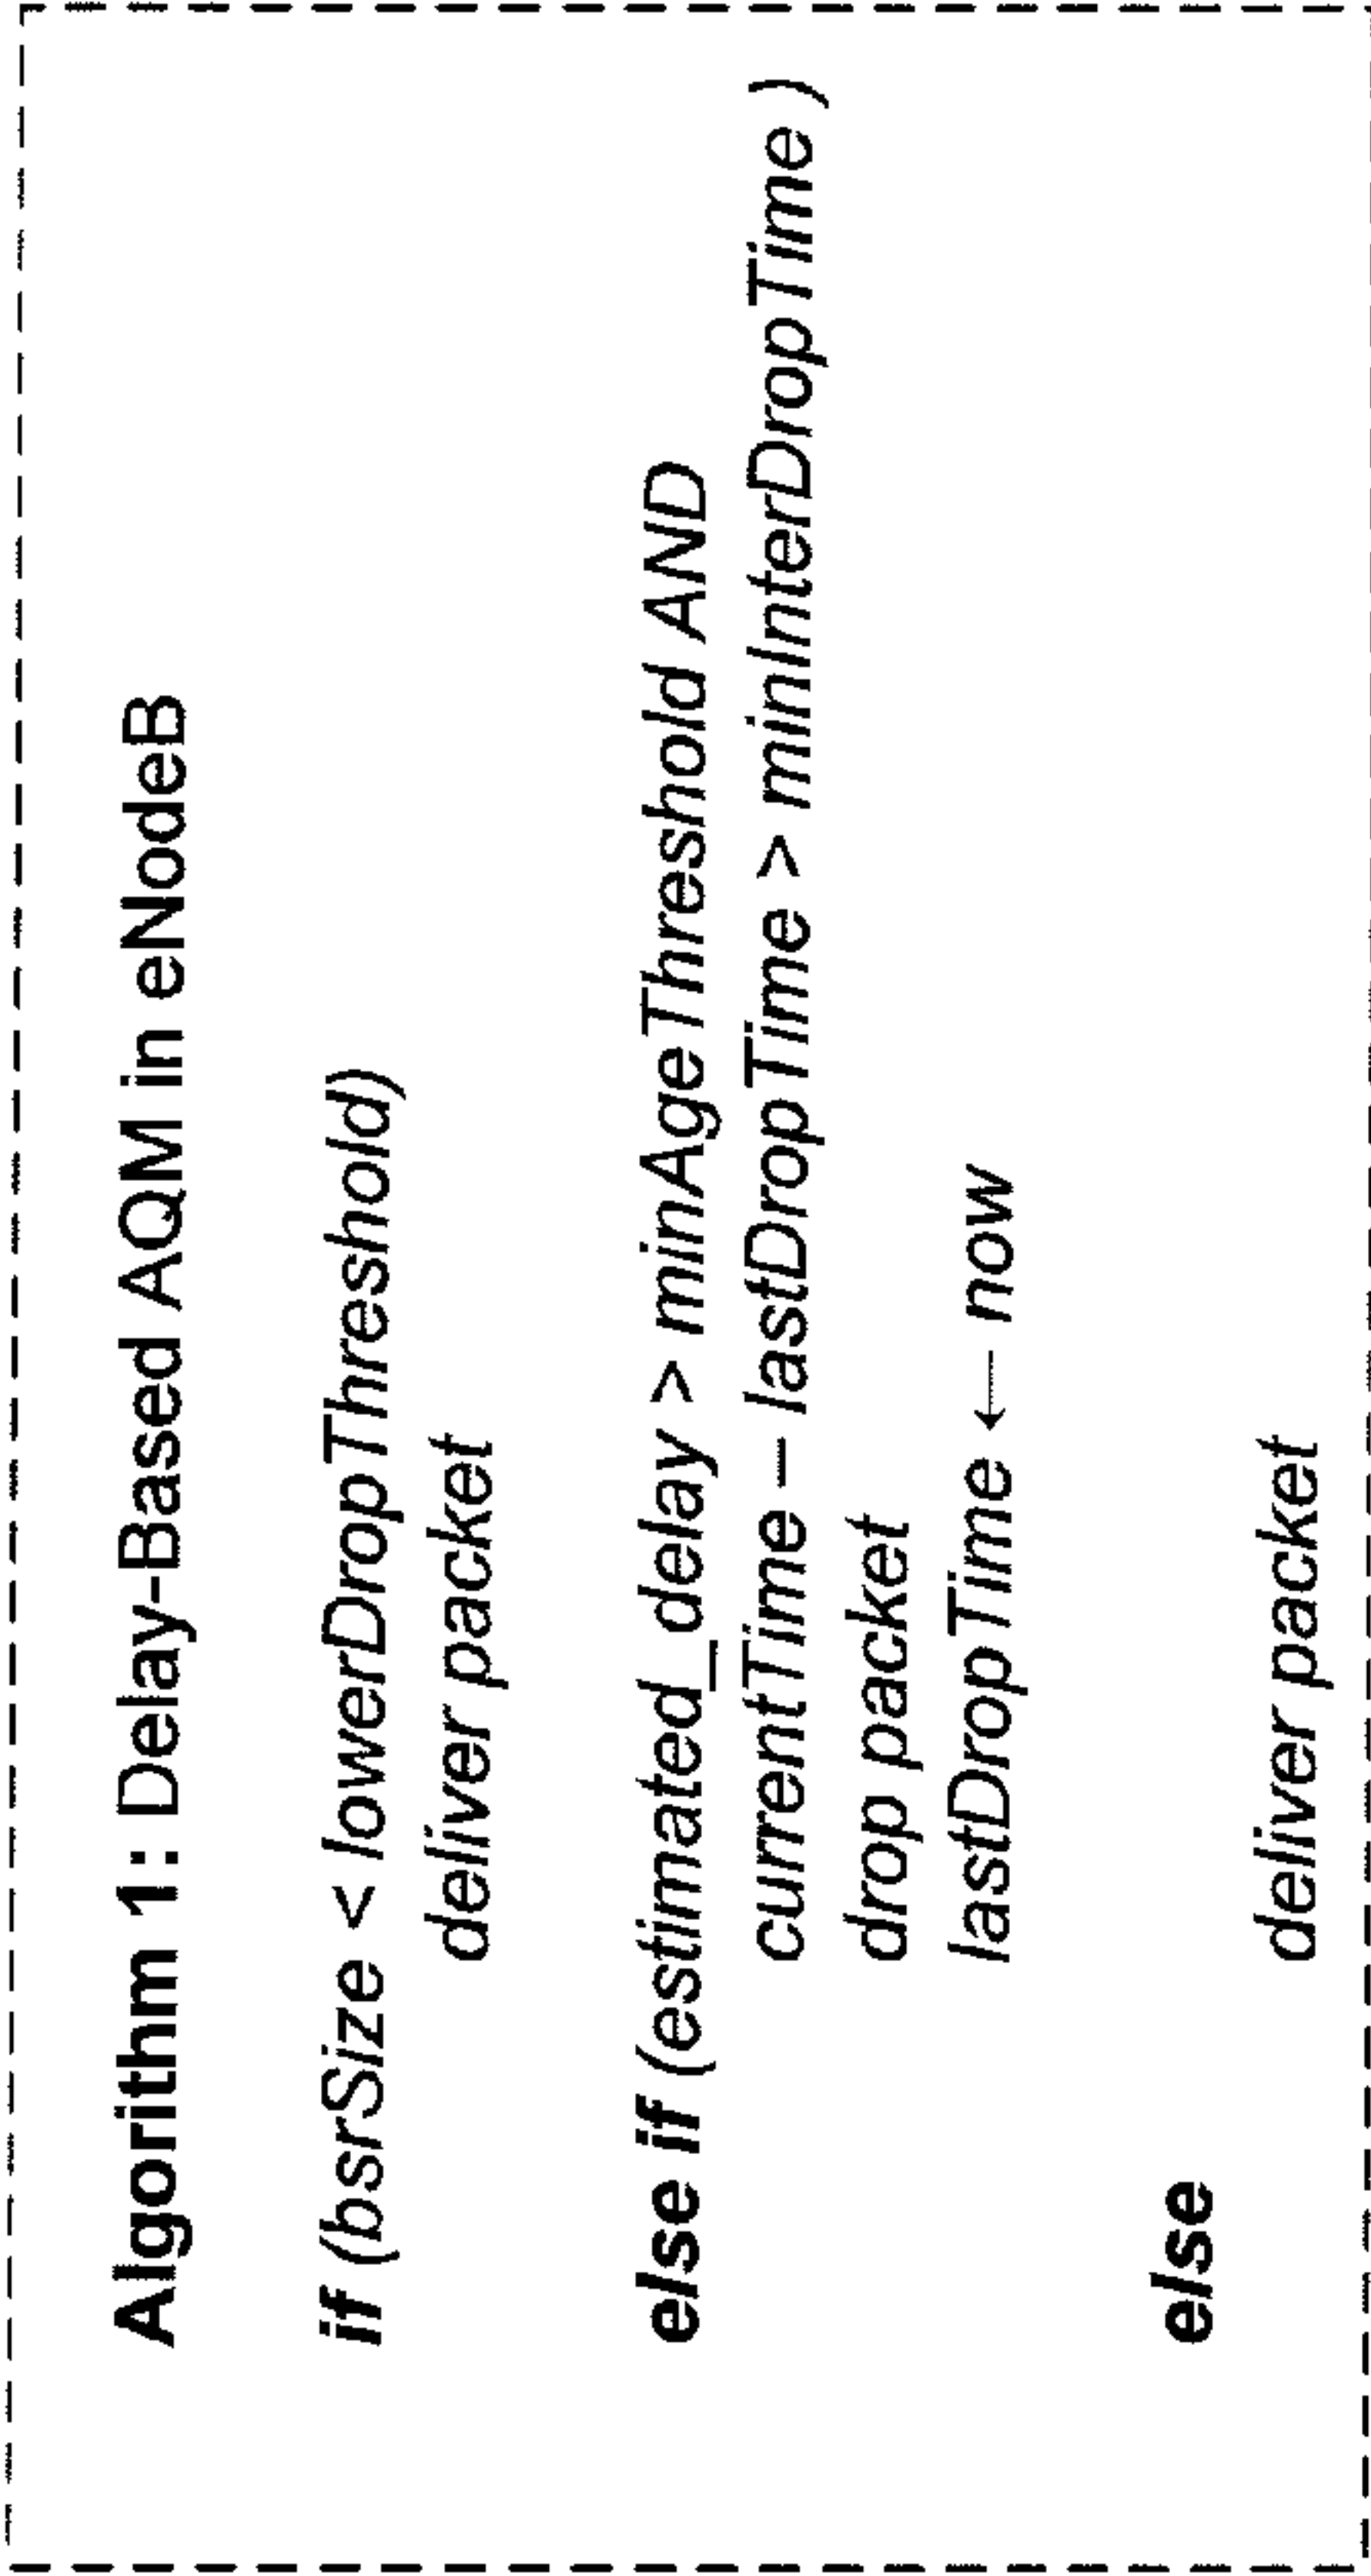 Algorithm 1: Delay-Based AQM in eNodeB
if (bsrSize < lowerDropThreshold)
deliver packet
else if (estimated_delay > minAgeThreshold AND
currentTime – lastDropTime > minInterDropTime )
drop packet
lastDropTime ← now
else
deliver packet